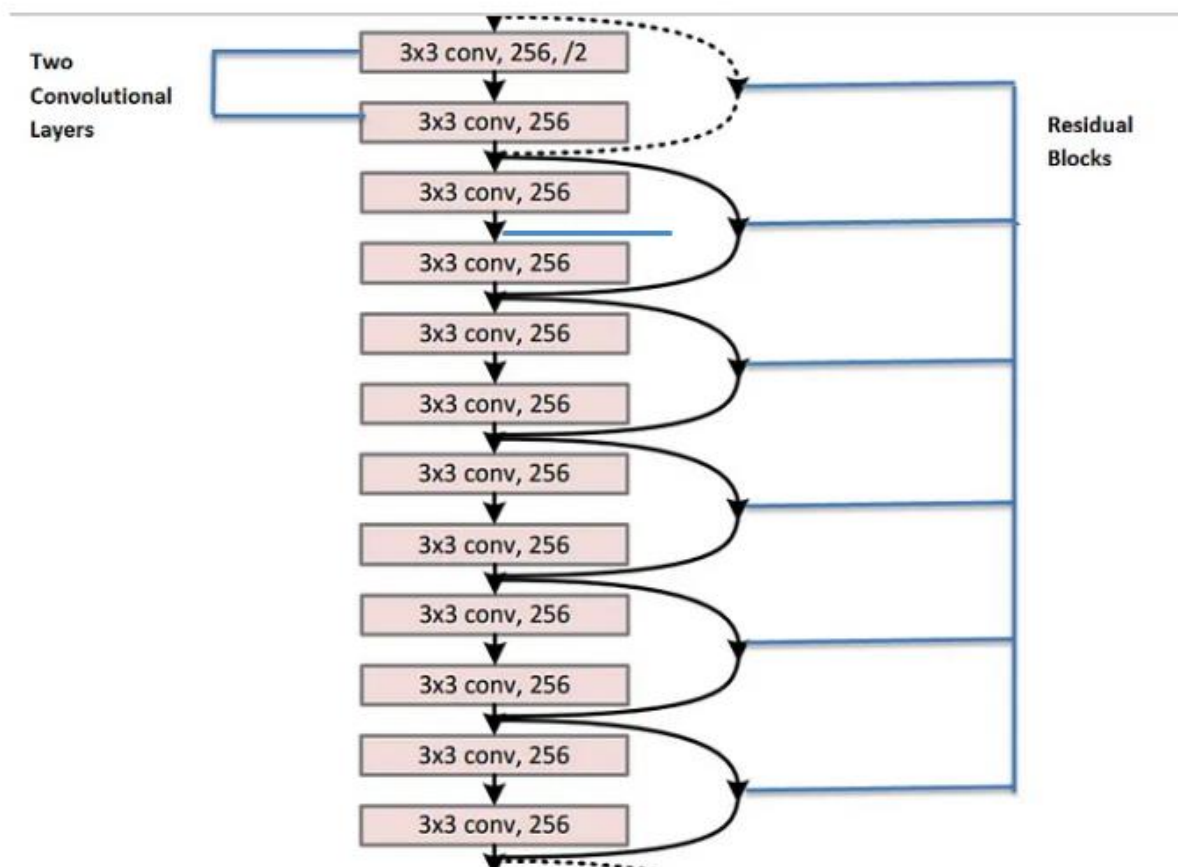 Two
Convolutional
Layers
3x3 conv, 256, /2
3x3 conv, 256
3x3 conv, 256
3x3 conv, 256
3x3 conv, 256
3x3 conv, 256
3x3 conv, 256
3x3 conv, 256
3x3 conv, 256
3x3 conv, 256
3x3 conv, 256
3x3 conv, 256
Residual
Blocks